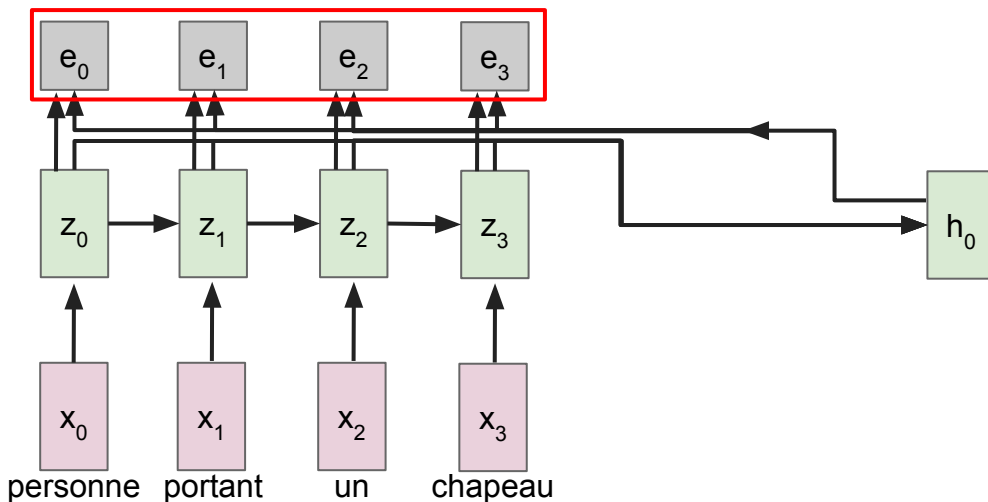 e₀ e₁ e₂ e₃
z₀ z₁ z₂ z₃ h₀
x₀ x₁ x₂ x₃
personne portant un chapeau